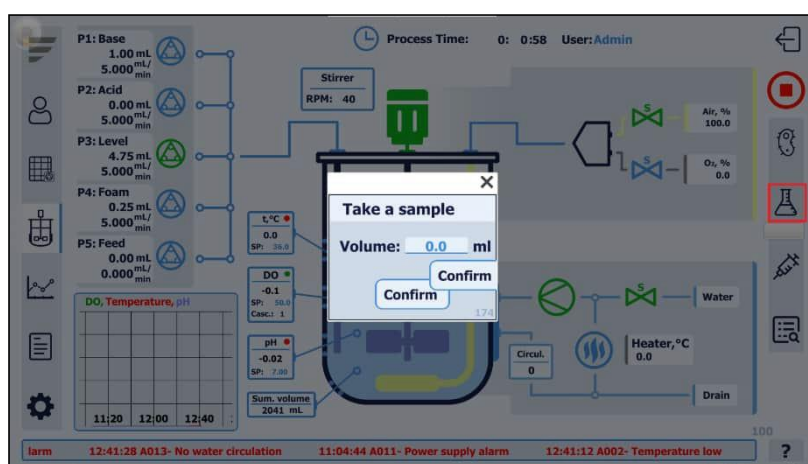 P1: Base
1.00 mL
5.000 mL/min
P2: Acid
0.00 mL
5.000 mL/min
P3: Level
4.75 mL
5.000 mL/min
P4: Foam
0.25 mL
5.000 mL/min
P5: Feed
0.00 mL
0.000 mL/min
Process Time: 0: 0:58 User: Admin
Stirrer
RPM: 40
S
Air, %
100.0
S
O₂, %
0.0
t,°C
0.0
SP: 36.0
DO
-0.1
SP: 50.0
Casc.: 1
pH
-0.02
SP: 7.00
Sum. volume
2041 mL
Take a sample
Volume: 0.0 ml
Confirm
Confirm
174
S
Water
Heater,°C
0.0
Circul.
0
Drain
DO, Temperature, pH
11:20 12:00 12:40
100
larm 12:41:28 A013- No water circulation 11:04:44 A011- Power supply alarm 12:41:12 A002- Temperature low
?